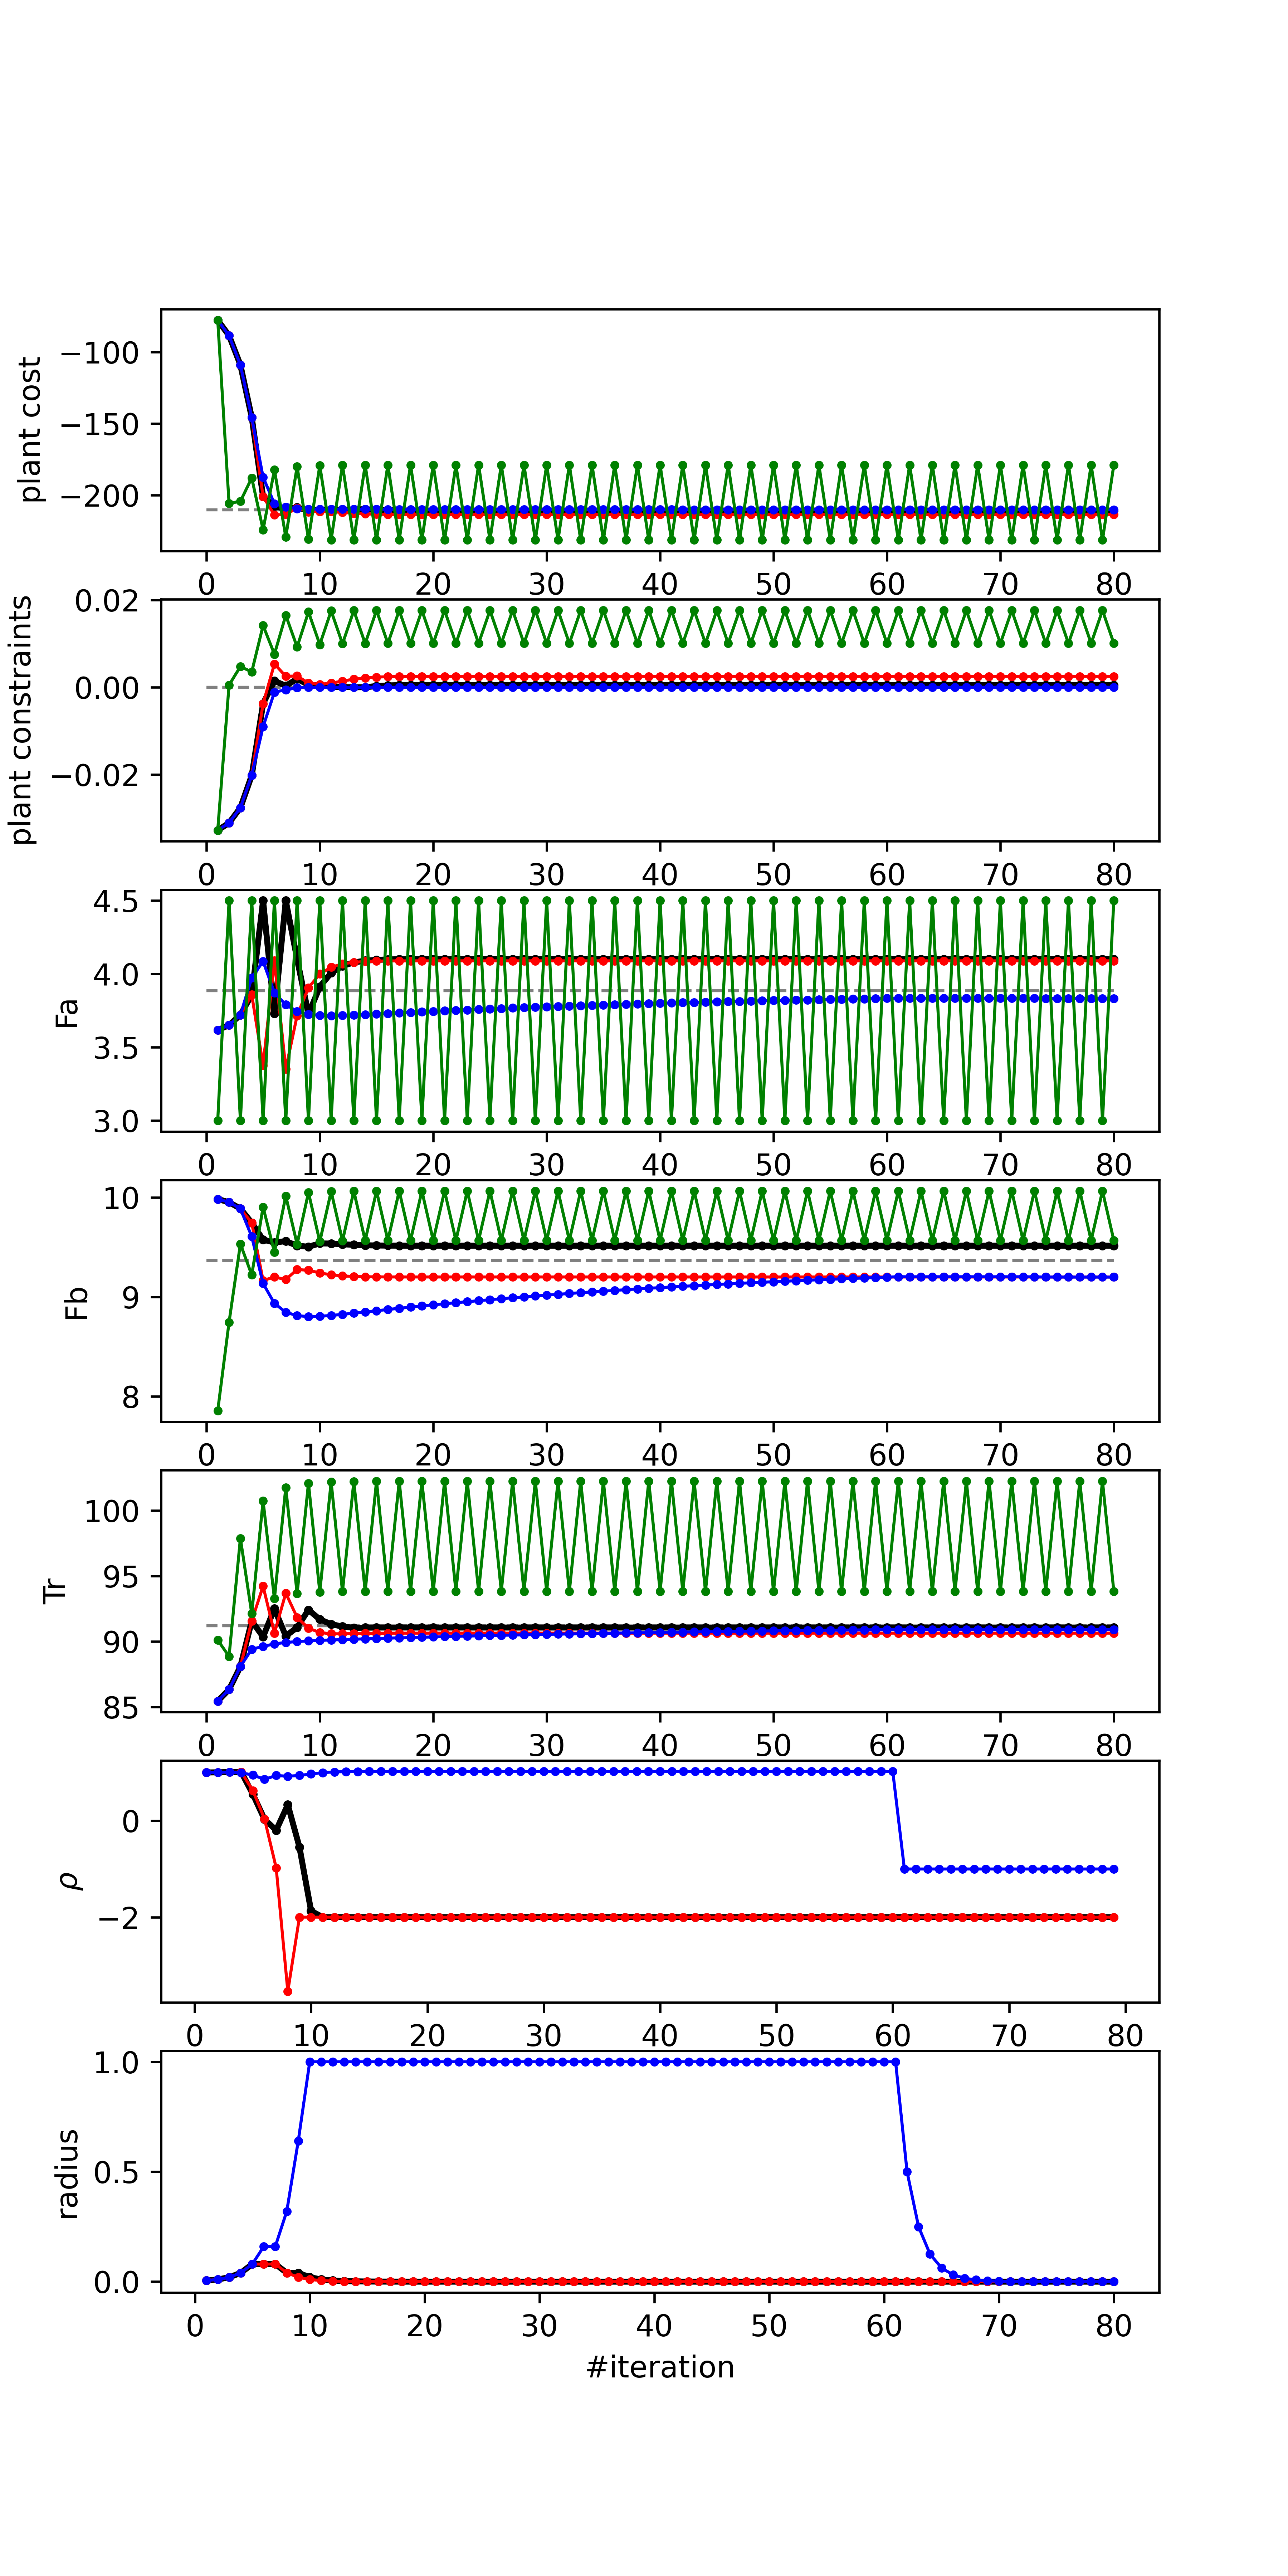 plant cost
−100
−150
−200
0 10 20 30 40 50 60 70 80
plant constraints
0.02
0.00
−0.02
0 10 20 30 40 50 60 70 80
Fa
4.5
4.0
3.5
3.0
0 10 20 30 40 50 60 70 80
Fb
10
9
8
0 10 20 30 40 50 60 70 80
Tr
100
95
90
85
0 10 20 30 40 50 60 70 80
ρ
0
−2
0 10 20 30 40 50 60 70 80
radius
1.0
0.5
0.0
0 10 20 30 40 50 60 70 80
#iteration